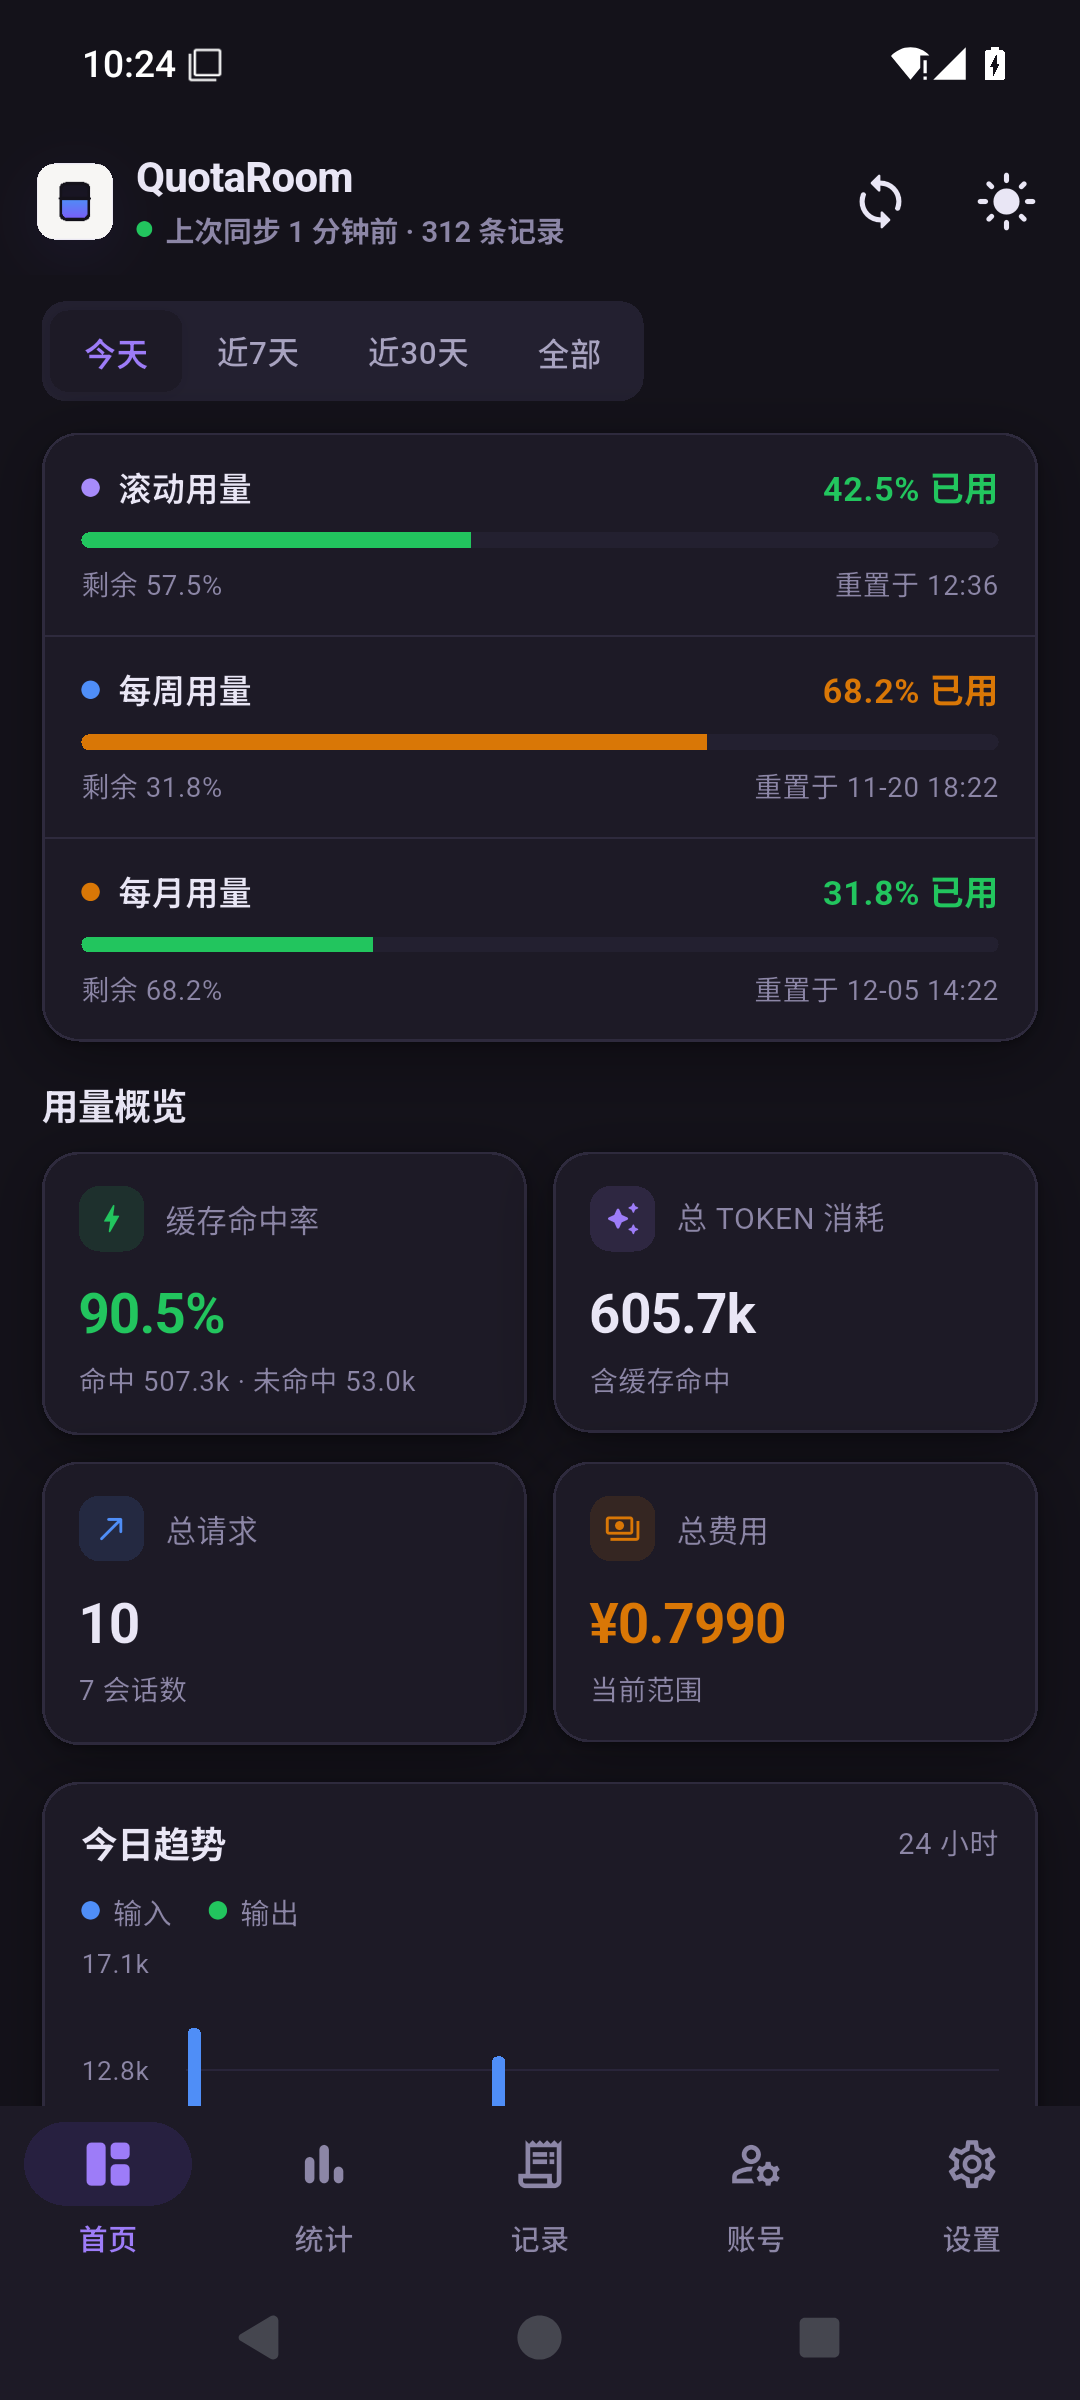 10:24
QuotaRoom
上次同步 1 分钟前 · 312 条记录
今天 近7天 近30天 全部
滚动用量 42.5% 已用
剩余 57.5% 重置于 12:36
每周用量 68.2% 已用
剩余 31.8% 重置于 11-20 18:22
每月用量 31.8% 已用
剩余 68.2% 重置于 12-05 14:22
用量概览
缓存命中率
90.5%
命中 507.3k · 未命中 53.0k
总 TOKEN 消耗
605.7k
含缓存命中
总请求
10
7 会话数
总费用
¥0.7990
当前范围
今日趋势 24 小时
输入 输出
17.1k
12.8k
首页 统计 记录 账号 设置